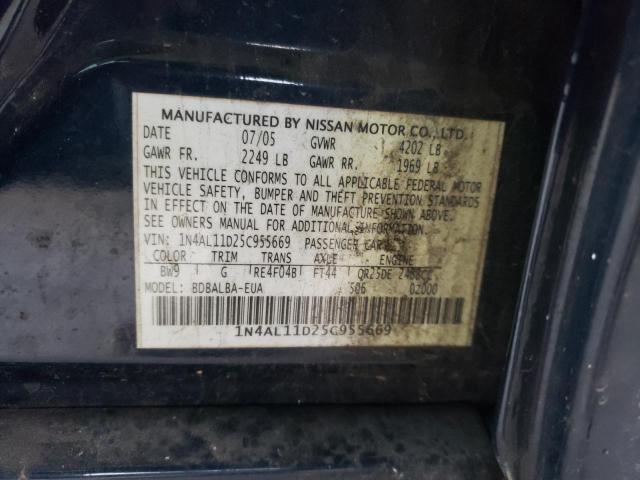 MANUFACTURED BY NISSAN MOTOR CO., LTD.
DATE 07/05 GVWR 4202 LB
GAWR FR. 2249 LB GAWR RR. 1969 LB
THIS VEHICLE CONFORMS TO ALL APPLICABLE FEDERAL MOTOR
VEHICLE SAFETY, BUMPER AND THEFT PREVENTION STANDARDS
IN EFFECT ON THE DATE OF MANUFACTURE SHOWN ABOVE.
SEE OWNERS MANUAL FOR ADDITIONAL INFORMATION.
VIN: 1N4AL11D25C955669 PASSENGER CAR
COLOR TRIM TRANS AXLE ENGINE
BW9 G RE4F04B FT44 QR25DE 2488CC
MODEL: BDBALBA-EUA 506 02000
1N4AL11D25C955669